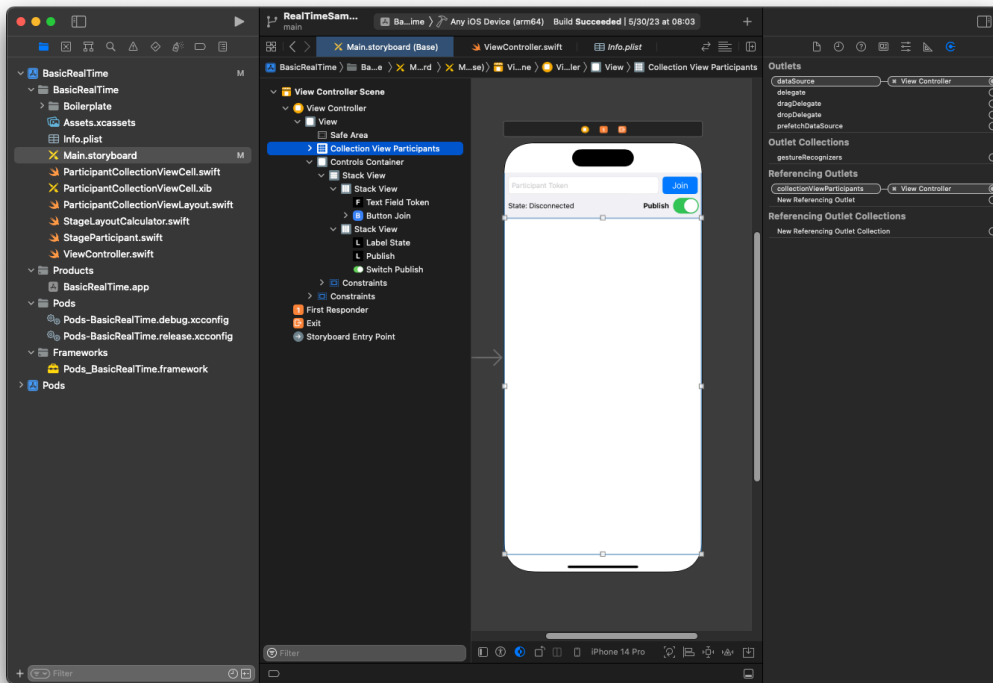 RealTimeSam...
main
Ba...ime 〉 Any iOS Device (arm64) Build Succeeded | 5/30/23 at 08:03
Main.storyboard (Base)
ViewController.swift
Info.plist
BasicRealTime 〉 Ba...e 〉 M...rd 〉 M...se) 〉 Vi...ne 〉 Vi...ler 〉 View 〉 Collection View Participants
BasicRealTime M
BasicRealTime
Boilerplate
Assets.xcassets
Info.plist
Main.storyboard M
ParticipantCollectionViewCell.swift
ParticipantCollectionViewCell.xib
ParticipantCollectionViewLayout.swift
StageLayoutCalculator.swift
StageParticipant.swift
ViewController.swift
Products
BasicRealTime.app
Pods
Pods-BasicRealTime.debug.xcconfig
Pods-BasicRealTime.release.xcconfig
Frameworks
Pods_BasicRealTime.framework
Pods
Filter
View Controller Scene
View Controller
View
Safe Area
Collection View Participants
Controls Container
Stack View
Stack View
F Text Field Token
B Button Join
Stack View
L Label State
L Publish
Switch Publish
Constraints
Constraints
1 First Responder
Exit
Storyboard Entry Point
Filter
Participant Token
Join
State: Disconnected
Publish
iPhone 14 Pro
Outlets
dataSource View Controller
delegate
dragDelegate
dropDelegate
prefetchDataSource
Outlet Collections
gestureRecognizers
Referencing Outlets
collectionViewParticipants View Controller
New Referencing Outlet
Referencing Outlet Collections
New Referencing Outlet Collection